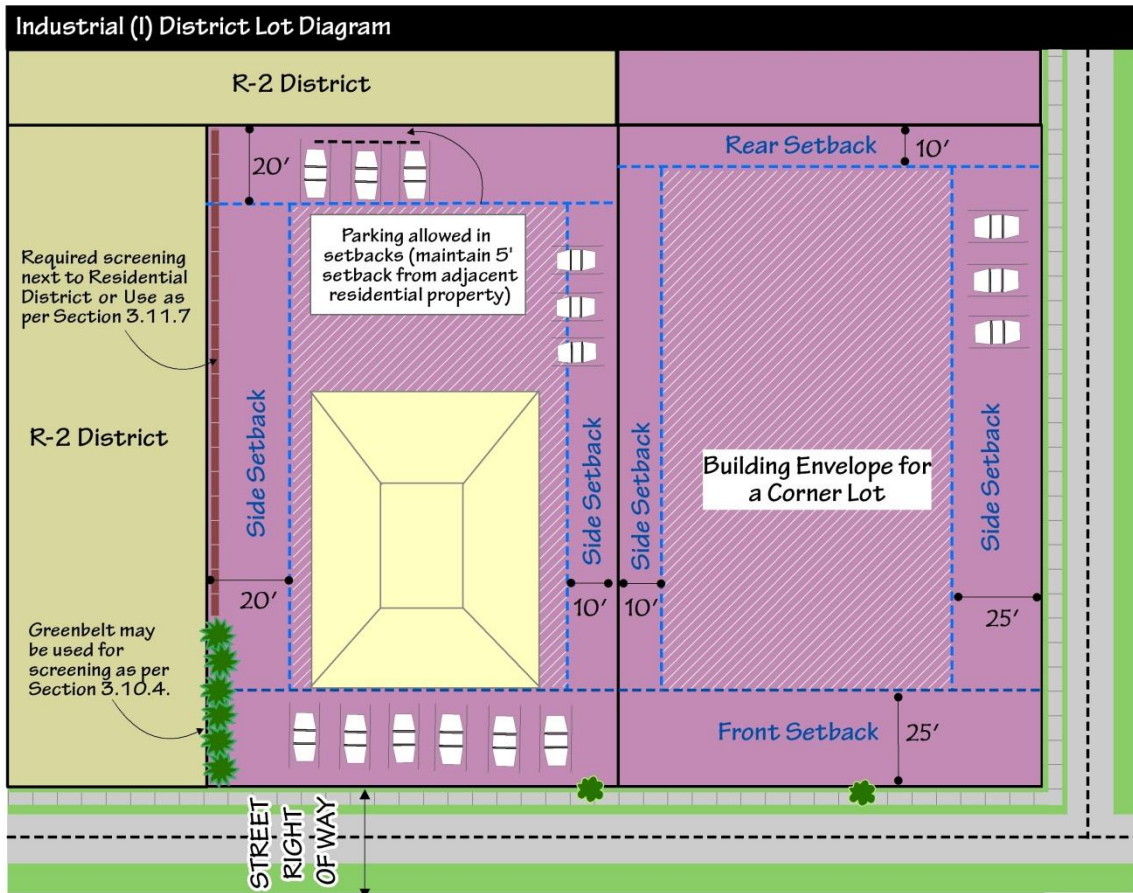 Industrial (I) District Lot Diagram
R-2 District
20'
Rear Setback
10'
Parking allowed in
setbacks (maintain 5'
setback from adjacent
residential property)
Required screening
next to Residential
District or Use as
per Section 3.11.7
R-2 District
Side Setback
Side Setback
Side Setback
Building Envelope for
a Corner Lot
Side Setback
20'
10'
10'
25'
Greenbelt may
be used for
screening as per
Section 3.10.4.
Front Setback
25'
STREET
RIGHT
OF WAY